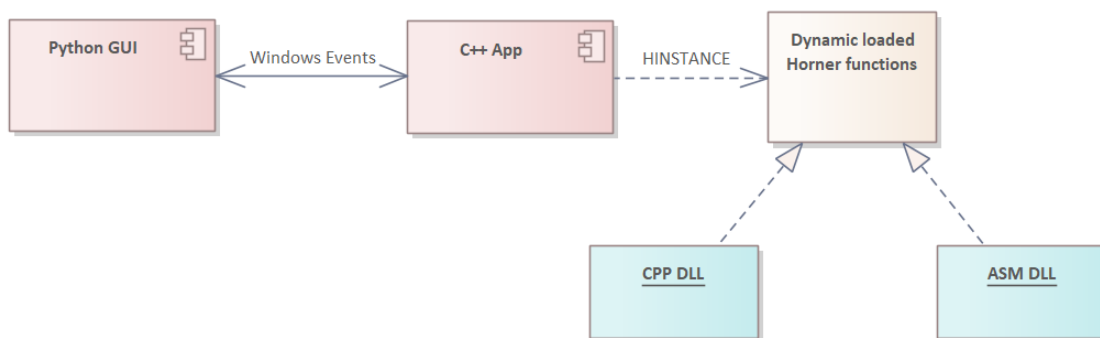 Python GUI
Windows Events
C++ App
HINSTANCE
Dynamic loaded
Horner functions
CPP DLL
ASM DLL